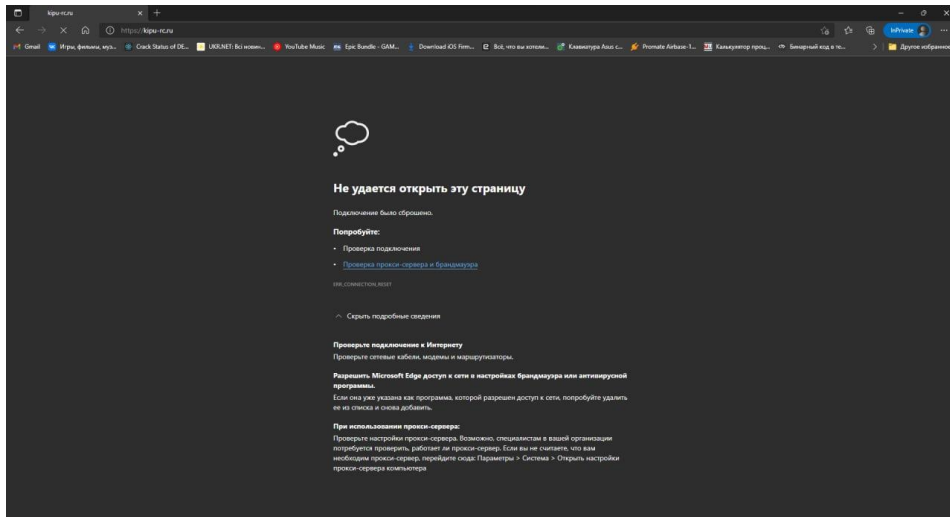 kipu-rc.ru
https://kipu-rc.ru
InPrivate
Gmail
Игры, фильмы, муз...
Crack Status of DE...
UKR.NET: Всі новин...
YouTube Music
Epic Bundle - GAM...
Download iOS Firm...
Всё, что вы хотели...
Клавиатура Asus с...
Promate Airbase-1...
Калькулятор проц...
Бинарный код в те...
Другое избранное
Не удается открыть эту страницу
Подключение было сброшено.
Попробуйте:
• Проверка подключения
• Проверка прокси-сервера и брандмауэра
ERR_CONNECTION_RESET
Скрыть подробные сведения
Проверьте подключение к Интернету
Проверьте сетевые кабели, модемы и маршрутизаторы.
Разрешить Microsoft Edge доступ к сети в настройках брандмауэра или антивирусной
программы.
Если она уже указана как программа, которой разрешен доступ к сети, попробуйте удалить
ее из списка и снова добавить.
При использовании прокси-сервера:
Проверьте настройки прокси-сервера. Возможно, специалистам в вашей организации
потребуется проверить, работает ли прокси-сервер. Если вы не считаете, что вам
необходим прокси-сервер, перейдите сюда: Параметры > Система > Открыть настройки
прокси-сервера компьютера